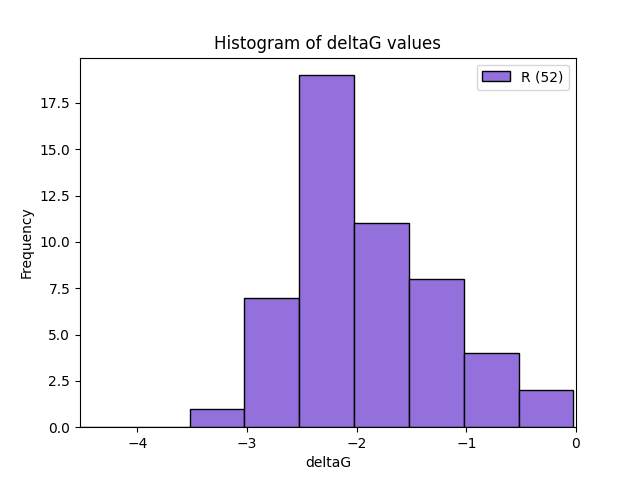 Histogram of deltaG values
R (52)
17.5
15.0
12.5
10.0
7.5
5.0
2.5
0.0
Frequency
−4 −3 −2 −1 0
deltaG